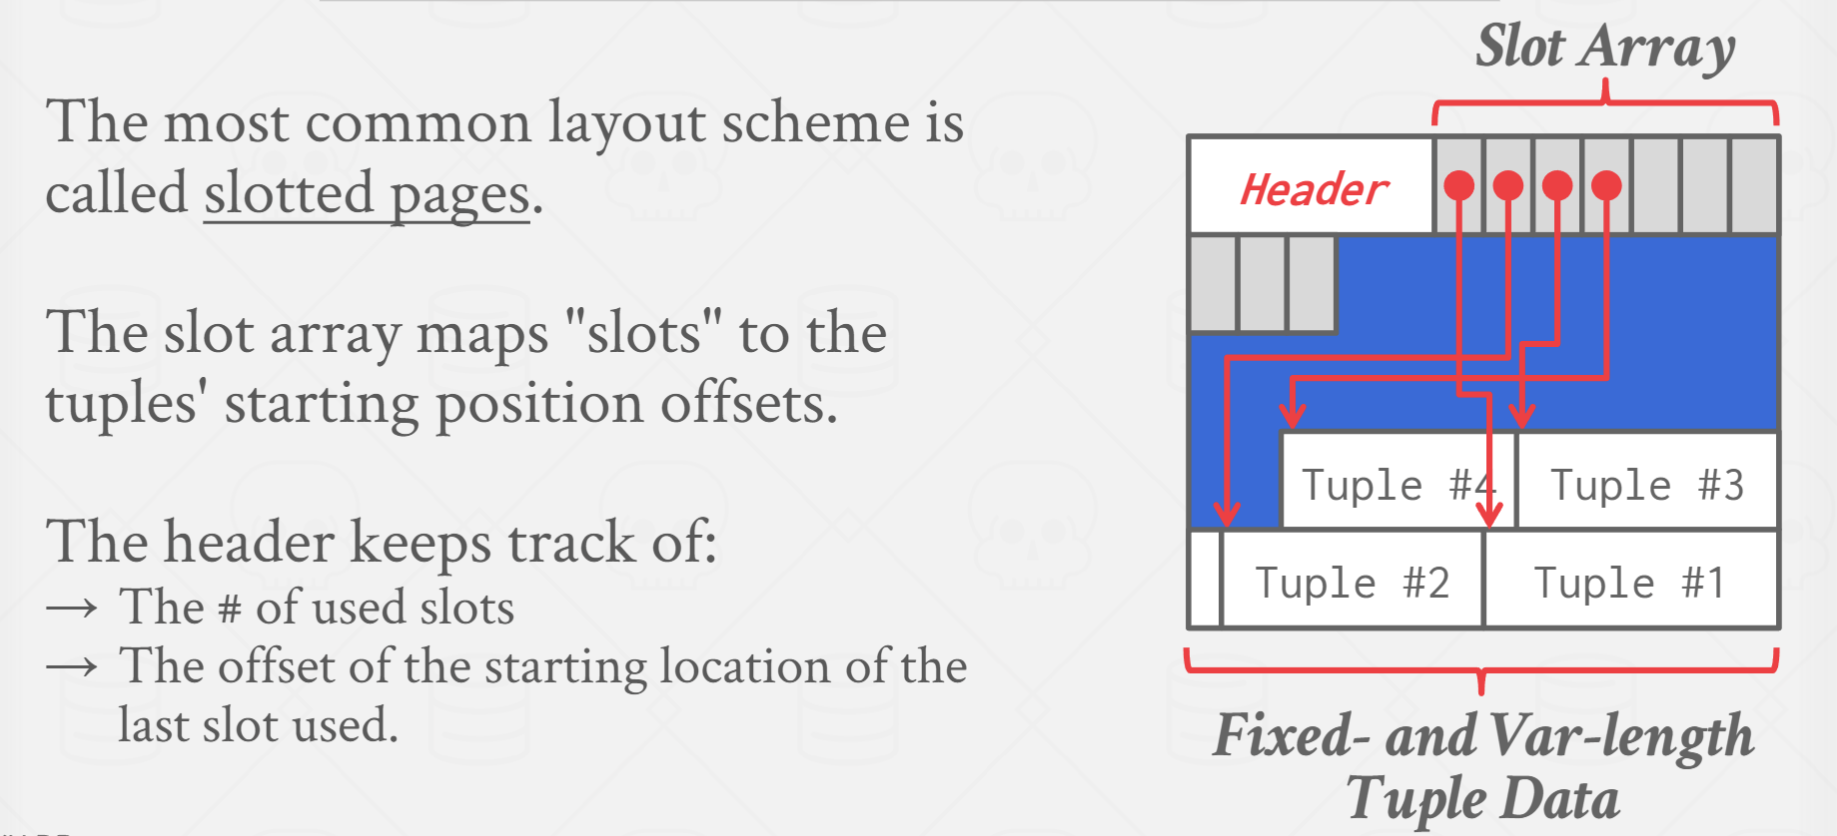 Slot Array
The most common layout scheme is
called slotted pages.
Header
The slot array maps "slots" to the
tuples' starting position offsets.
Tuple #4
Tuple #3
The header keeps track of:
→ The # of used slots
Tuple #2
Tuple #1
→ The offset of the starting location of the
last slot used.
Fixed- and Var-length
Tuple Data